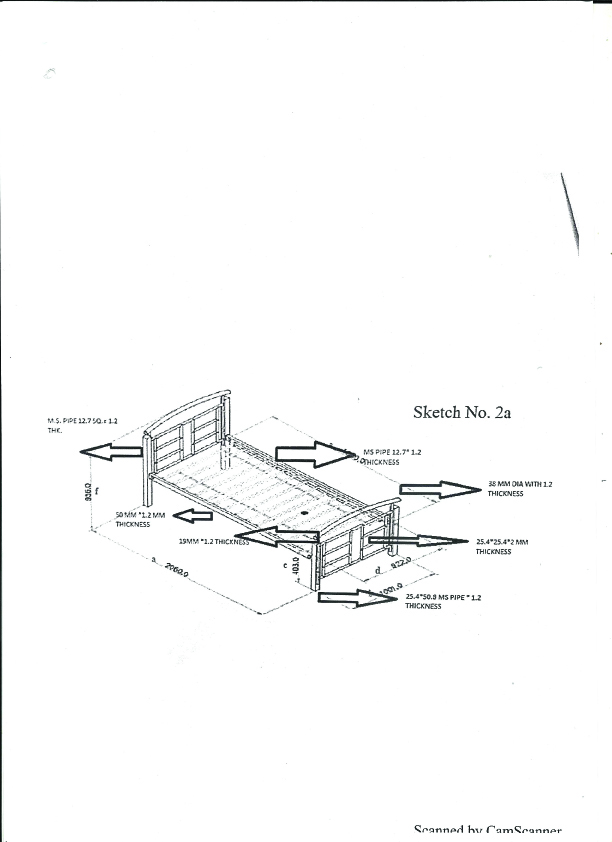 Sketch No. 2a
M.S. PIPE 12.7 SQ. x 1.2
THK.
MS PIPE 12.7* 1.2
THICKNESS
38 MM DIA WITH 1.2
THICKNESS
936.0
f
50 MM *1.2 MM
THICKNESS
19MM *1.2 THICKNESS
25.4*25.4*2 MM
THICKNESS
2060.0
c
403.0
d
922.0
25.4*50.8 MS PIPE * 1.2
THICKNESS
Scanned by CamScanner